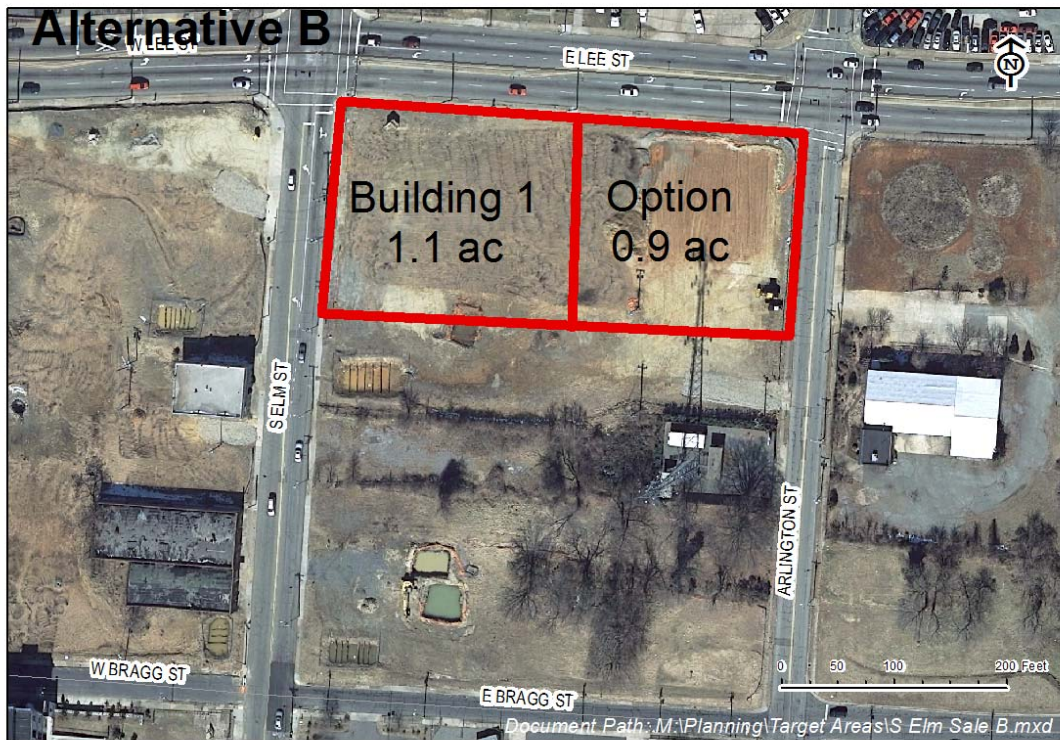 Alternative B
W LEE ST
E LEE ST
N
Building 1
1.1 ac
Option
0.9 ac
S ELM ST
ARLINGTON ST
W BRAGG ST
E BRAGG ST
0 50 100 200 Feet
Document Path: M:\Planning\Target Areas\S Elm Sale B.mxd